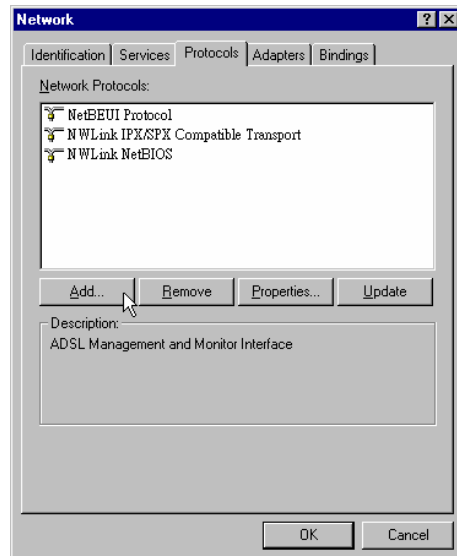 Network
Identification Services Protocols Adapters Bindings
Network Protocols:
NetBEUI Protocol
NWLink IPX/SPX Compatible Transport
NWLink NetBIOS
Add... Remove Properties... Update
Description:
ADSL Management and Monitor Interface
OK Cancel